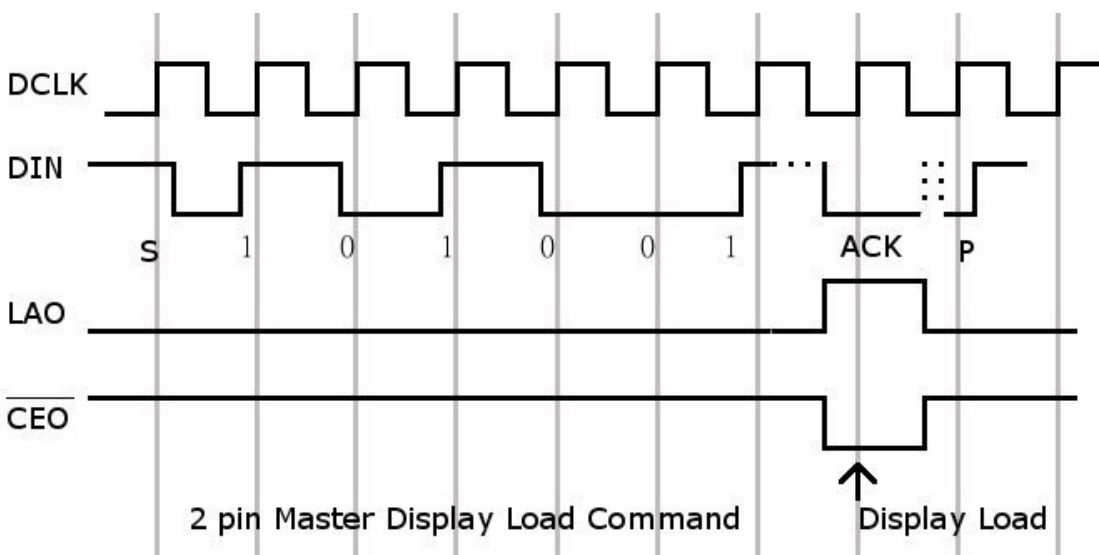 DCLK
DIN
S 1 0 1 0 0 1 ACK P
LAO
CEO
2 pin Master Display Load Command Display Load